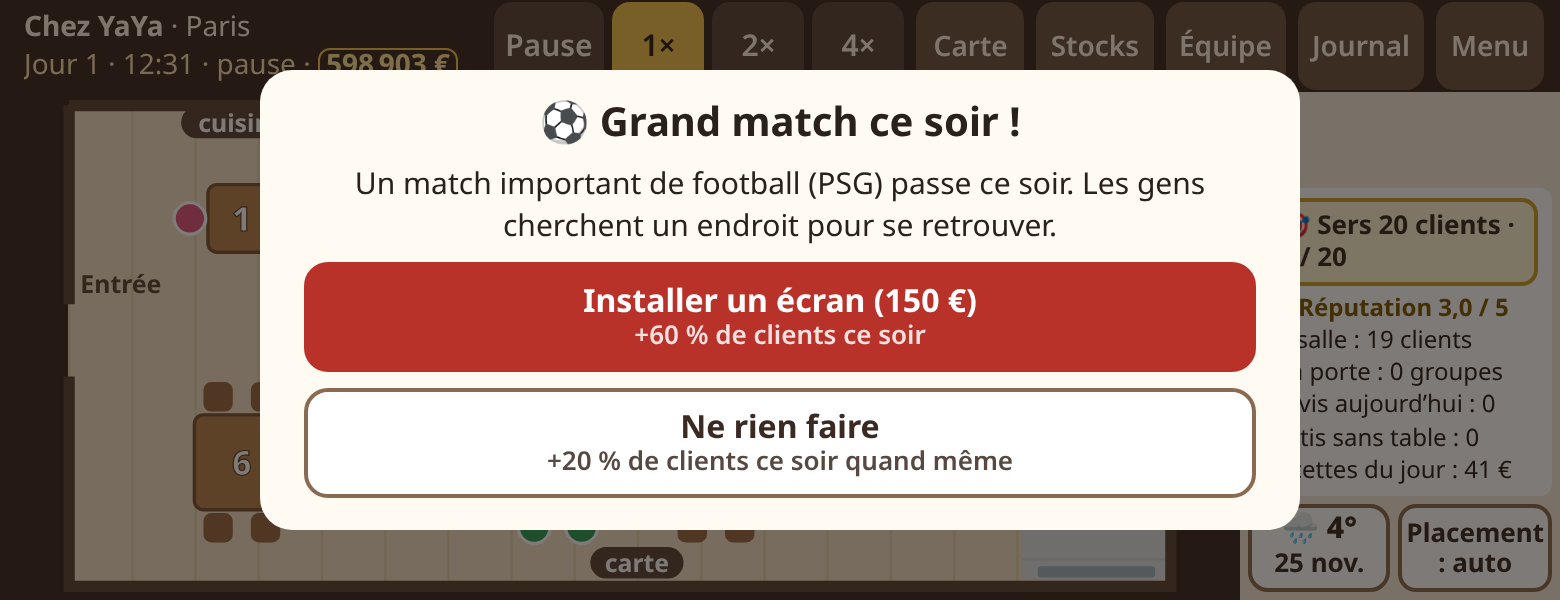 Chez YaYa · Paris
Jour 1 · 12:31 · pause · 598 903 €
Pause
1×
2×
4×
Carte
Stocks
Équipe
Journal
Menu
⚽ Grand match ce soir !
Un match important de football (PSG) passe ce soir. Les gens
cherchent un endroit pour se retrouver.
Installer un écran (150 €)
+60 % de clients ce soir
Ne rien faire
+20 % de clients ce soir quand même
1
Entrée
6
carte
Sers 20 clients ·
/ 20
Réputation 3,0 / 5
salle : 19 clients
porte : 0 groupes
aujourd’hui : 0
sans table : 0
du jour : 41 €
🌧️ 4°
25 nov.
Placement
: auto